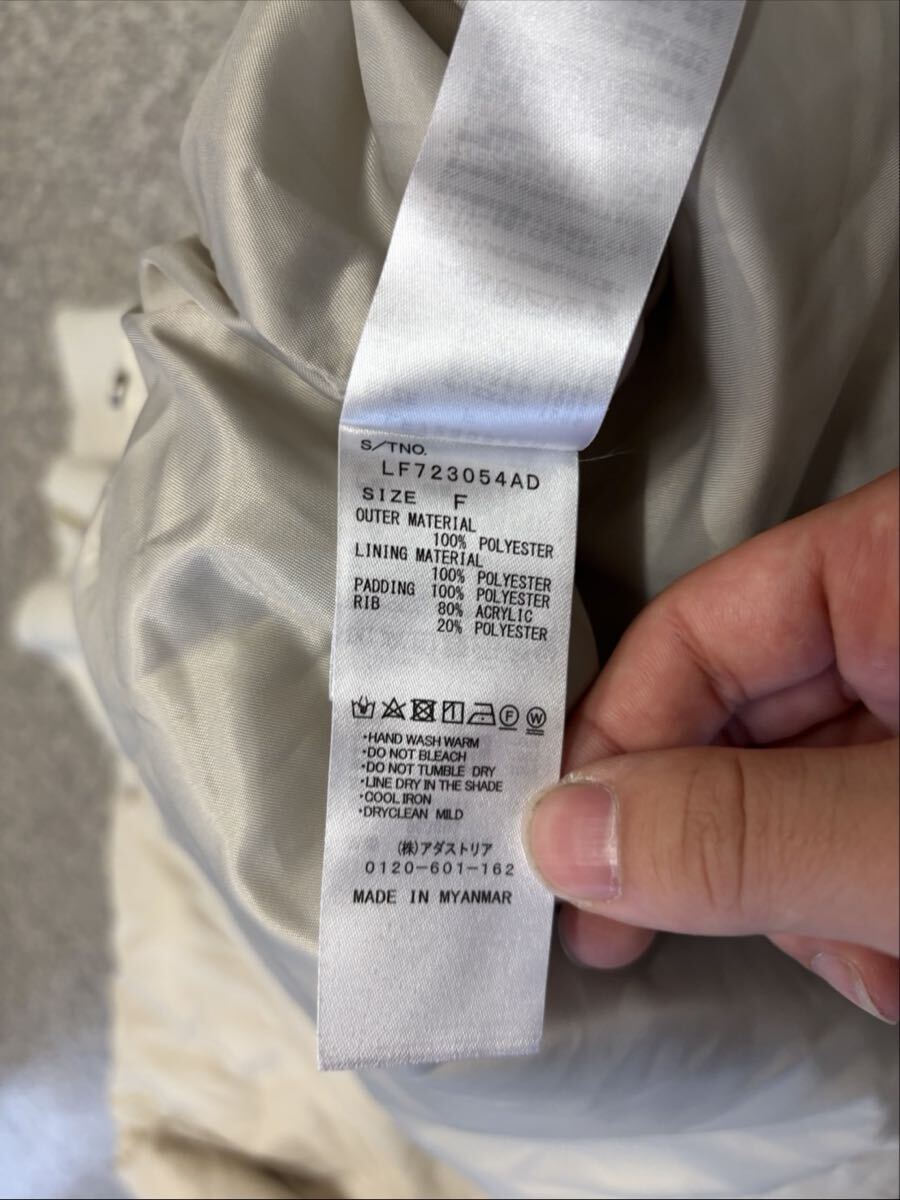 S/TNO.
LF723054AD
SIZE F
OUTER MATERIAL
100% POLYESTER
LINING MATERIAL
100% POLYESTER
PADDING 100% POLYESTER
RIB 80% ACRYLIC
20% POLYESTER
F W
・HAND WASH WARM
・DO NOT BLEACH
・DO NOT TUMBLE DRY
・LINE DRY IN THE SHADE
・COOL IRON
・DRYCLEAN MILD
(株)アダストリア
0120-601-162
MADE IN MYANMAR